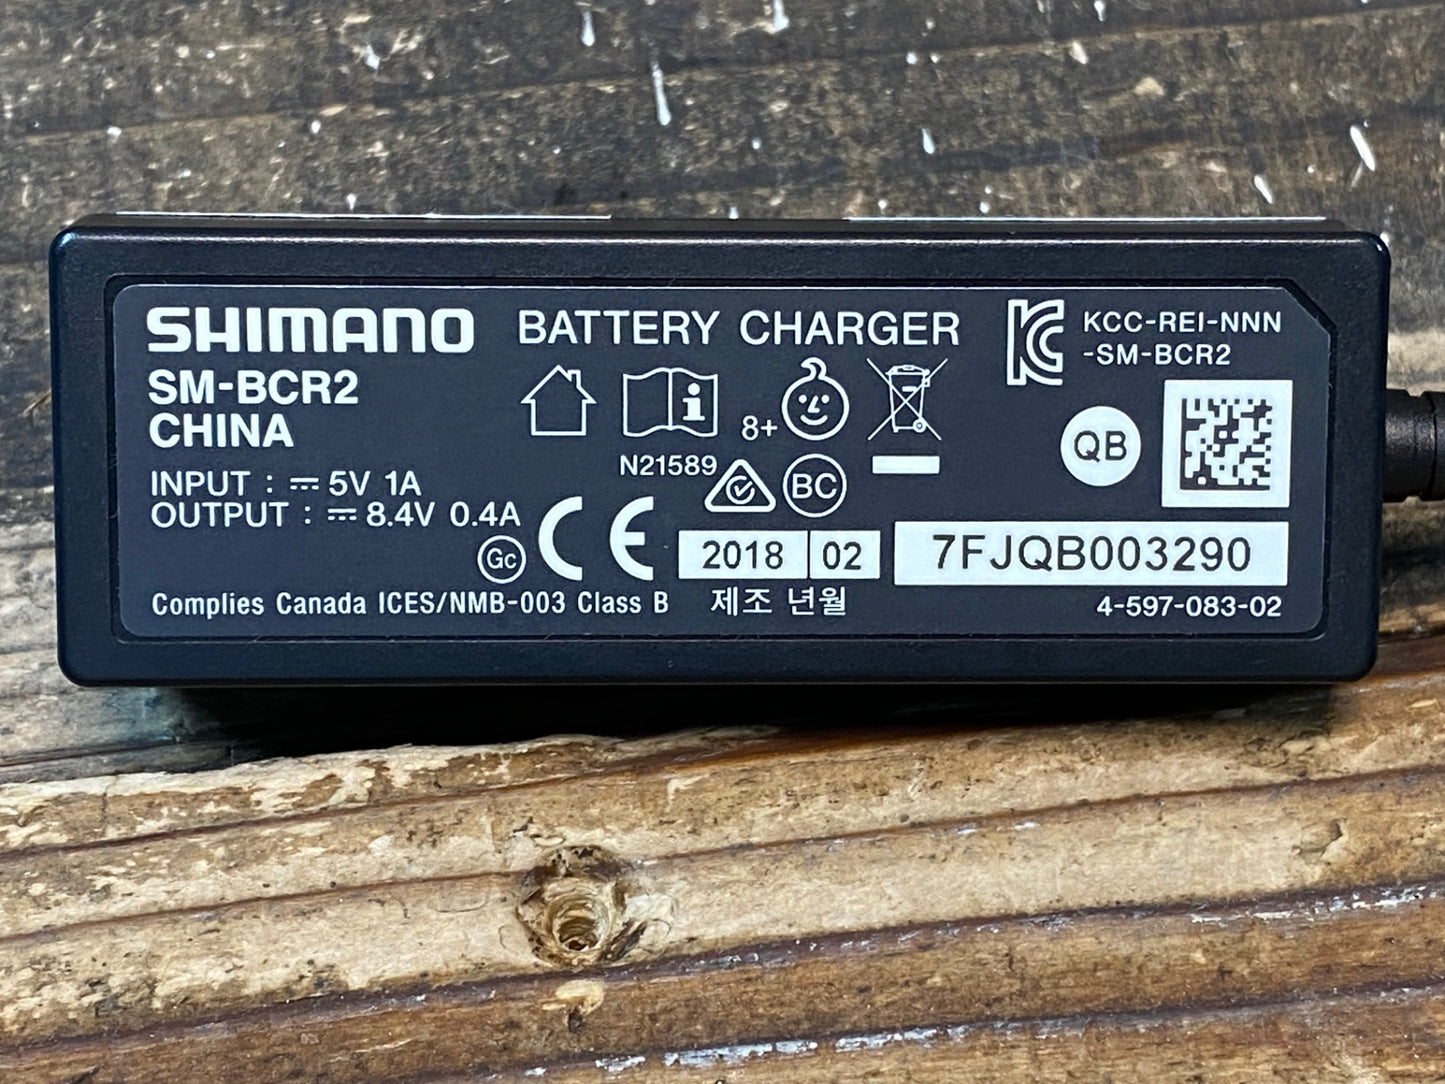 SHIMANO BATTERY CHARGER
SM-BCR2
CHINA
INPUT : ⎓ 5V 1A
OUTPUT : ⎓ 8.4V 0.4A
8+
N21589
BC
Gc
CE
KC
KCC-REI-NNN
-SM-BCR2
QB
2018 02
7FJQB003290
Complies Canada ICES/NMB-003 Class B
제조 년월
4-597-083-02